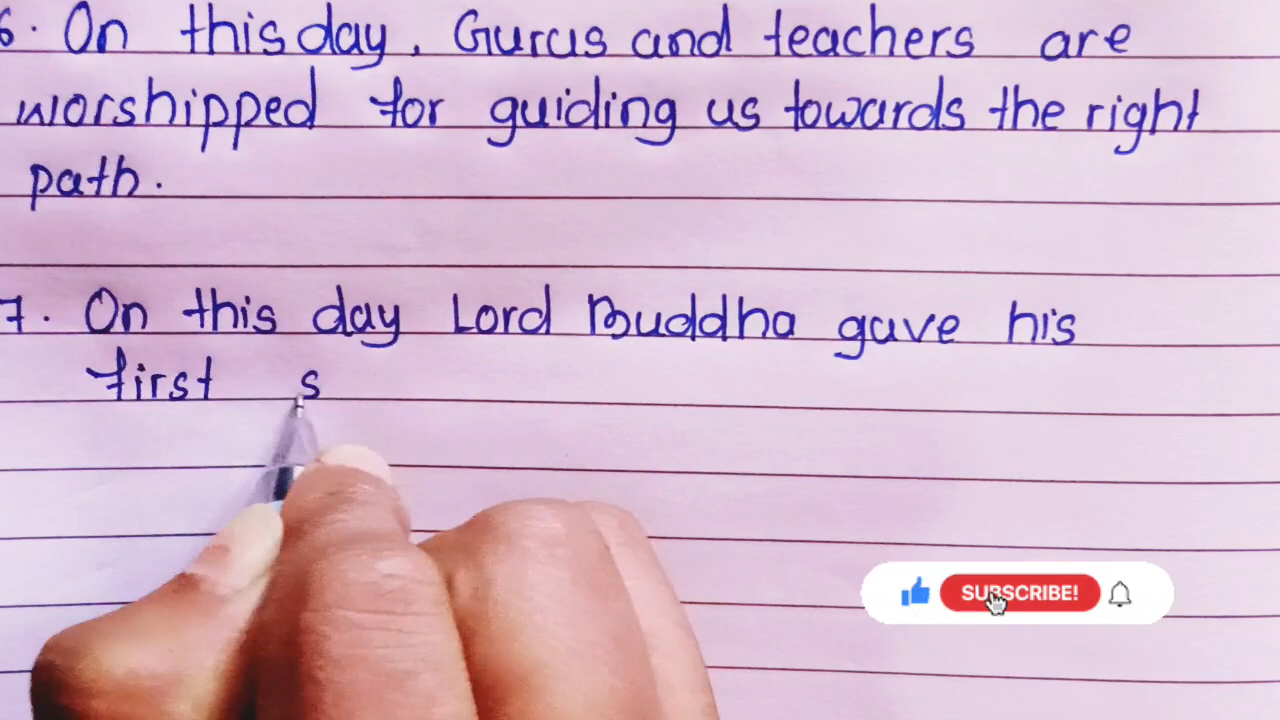 6. On this day, Gurus and teachers are
worshipped for guiding us towards the right
path.
7. On this day Lord Buddha gave his
first s
SUBSCRIBE!